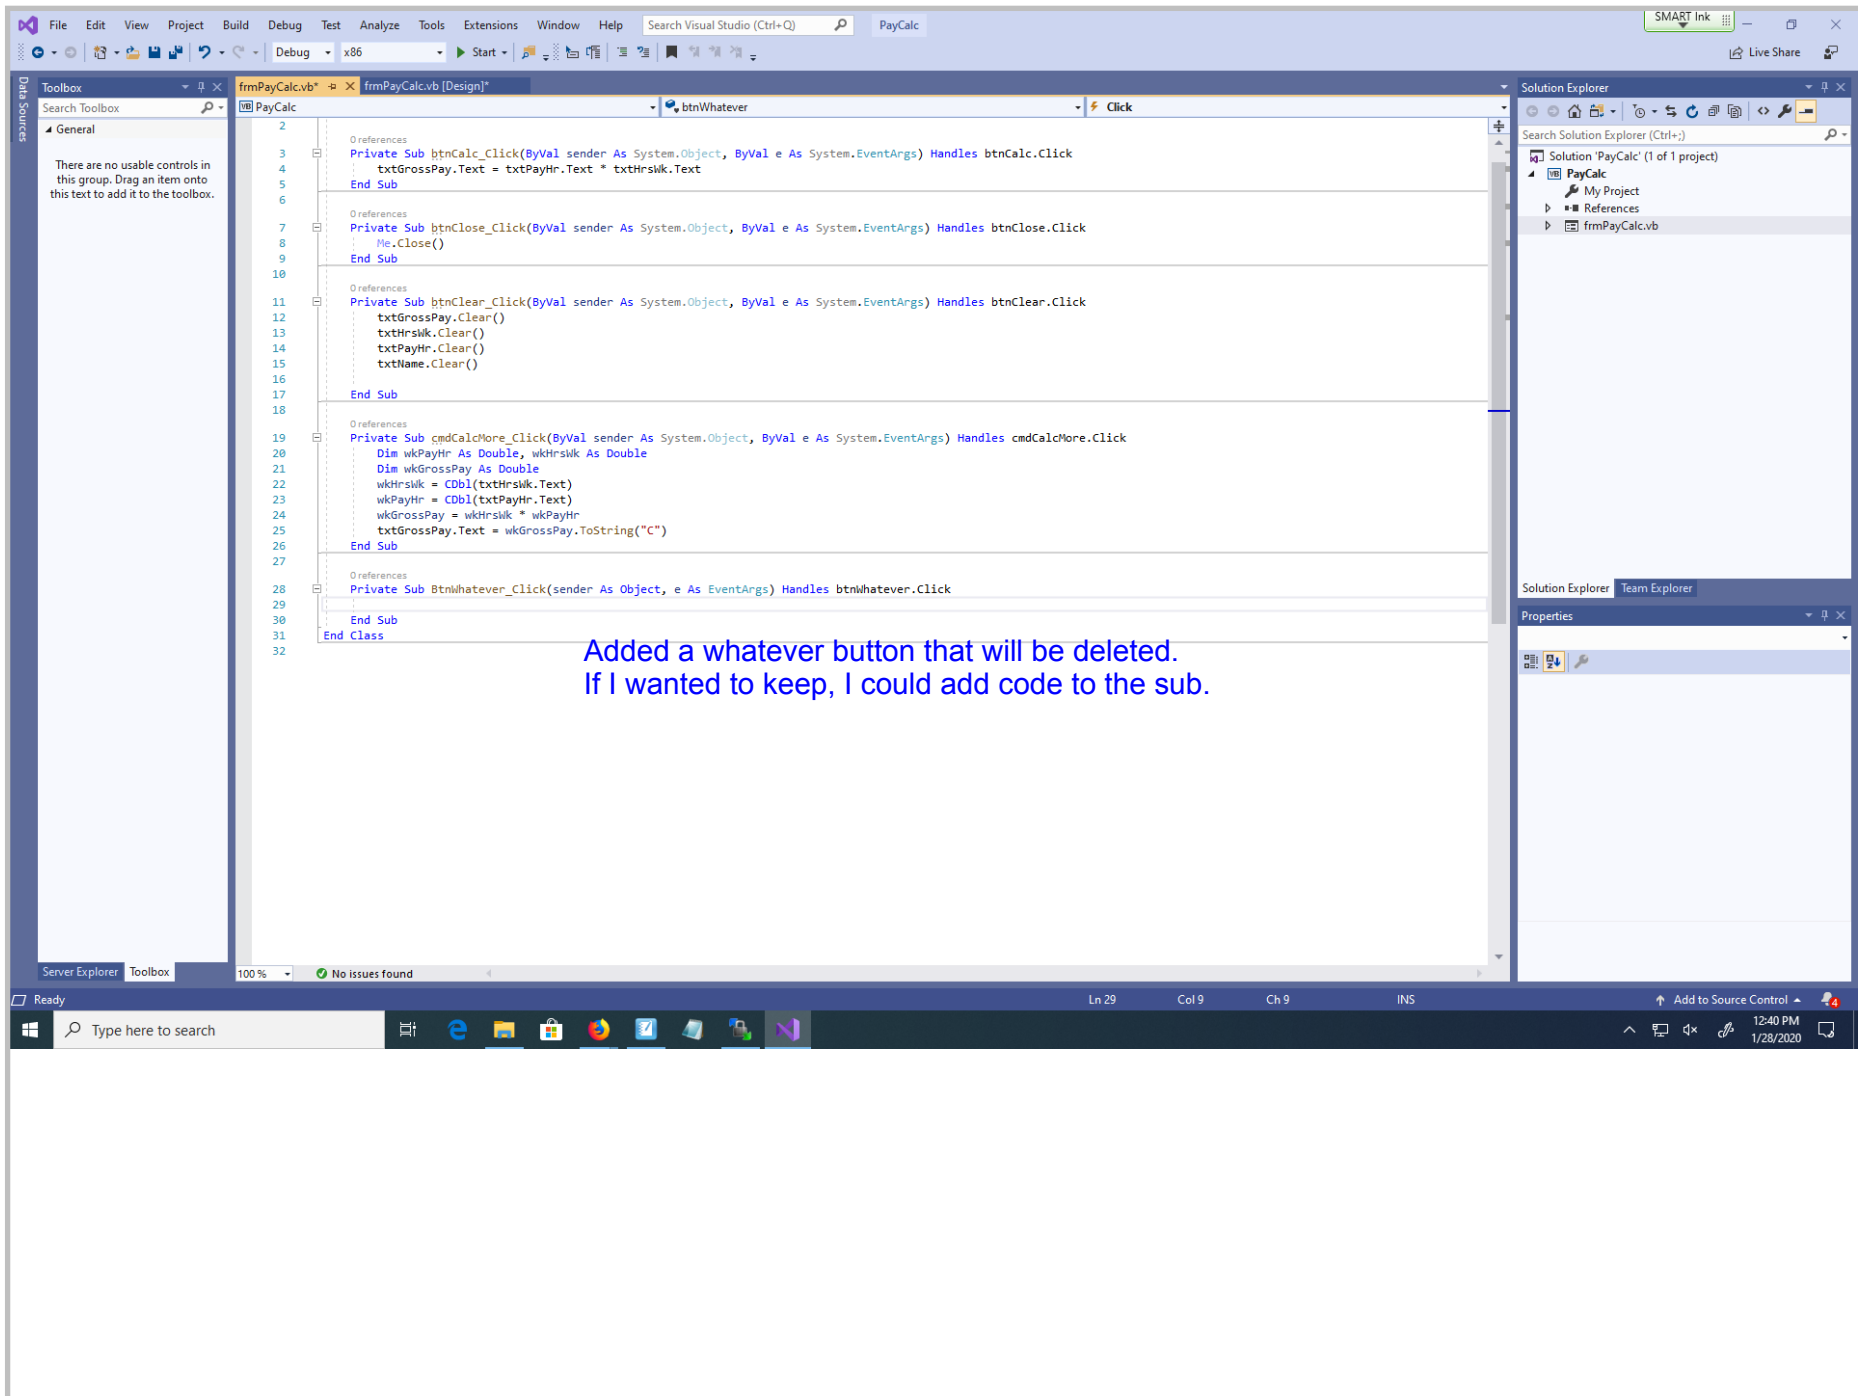 File Edit View Project Build Debug Test Analyze Tools Extensions Window Help Search Visual Studio (Ctrl+Q) PayCalc
SMART Ink
Debug x86 Start Live Share
Data Sources
Toolbox
Search Toolbox
General
There are no usable controls in
this group. Drag an item onto
this text to add it to the toolbox.
Server Explorer Toolbox
frmPayCalc.vb* frmPayCalc.vb [Design]*
VB PayCalc btnWhatever Click
2
0 references
3 Private Sub btnCalc_Click(ByVal sender As System.Object, ByVal e As System.EventArgs) Handles btnCalc.Click
4 txtGrossPay.Text = txtPayHr.Text * txtHrsWk.Text
5 End Sub
6
0 references
7 Private Sub btnClose_Click(ByVal sender As System.Object, ByVal e As System.EventArgs) Handles btnClose.Click
8 Me.Close()
9 End Sub
10
0 references
11 Private Sub btnClear_Click(ByVal sender As System.Object, ByVal e As System.EventArgs) Handles btnClear.Click
12 txtGrossPay.Clear()
13 txtHrsWk.Clear()
14 txtPayHr.Clear()
15 txtName.Clear()
16
17 End Sub
18
0 references
19 Private Sub cmdCalcMore_Click(ByVal sender As System.Object, ByVal e As System.EventArgs) Handles cmdCalcMore.Click
20 Dim wkPayHr As Double, wkHrsWk As Double
21 Dim wkGrossPay As Double
22 wkHrsWk = CDbl(txtHrsWk.Text)
23 wkPayHr = CDbl(txtPayHr.Text)
24 wkGrossPay = wkHrsWk * wkPayHr
25 txtGrossPay.Text = wkGrossPay.ToString("C")
26 End Sub
27
0 references
28 Private Sub BtnWhatever_Click(sender As Object, e As EventArgs) Handles btnWhatever.Click
29
30 End Sub
31 End Class
32
Added a whatever button that will be deleted.
If I wanted to keep, I could add code to the sub.
100 % No issues found
Solution Explorer
Search Solution Explorer (Ctrl+;)
Solution 'PayCalc' (1 of 1 project)
VB PayCalc
My Project
References
frmPayCalc.vb
Solution Explorer Team Explorer
Properties
Ready Ln 29 Col 9 Ch 9 INS Add to Source Control 4
Type here to search 12:40 PM
1/28/2020